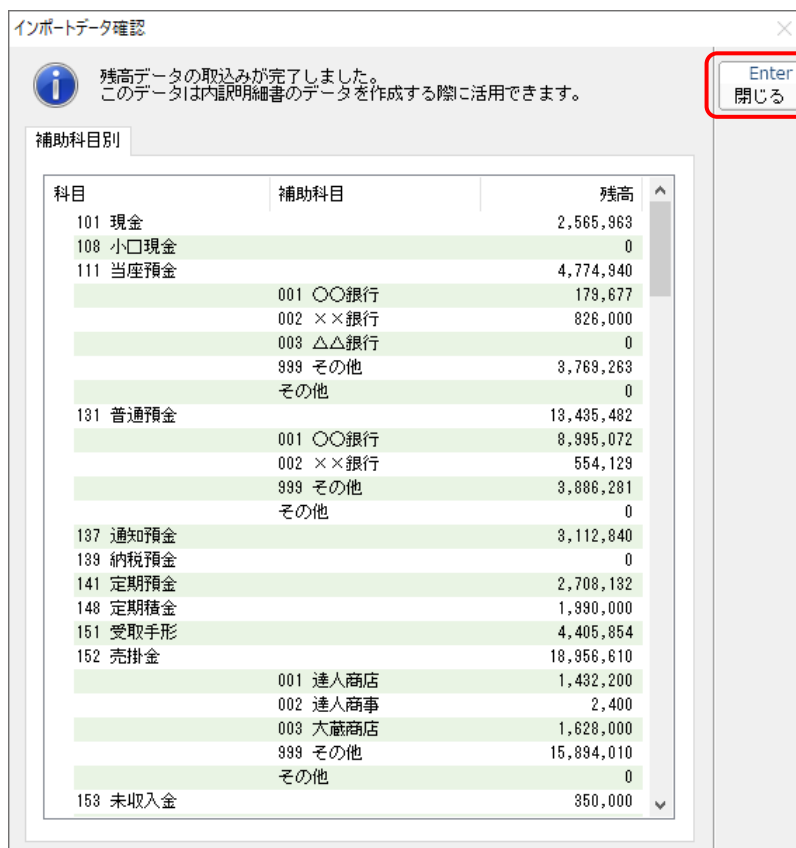 インポートデータ確認
残高データの取込みが完了しました。
このデータは内訳明細書のデータを作成する際に活用できます。
Enter
閉じる
補助科目別
科目 補助科目 残高
101 現金 2,565,963
108 小口現金 0
111 当座預金 4,774,940
001 〇〇銀行 179,677
002 ××銀行 826,000
003 △△銀行 0
999 その他 3,769,263
その他 0
131 普通預金 13,435,482
001 〇〇銀行 8,995,072
002 ××銀行 554,129
999 その他 3,886,281
その他 0
137 通知預金 3,112,840
139 納税預金 0
141 定期預金 2,708,132
148 定期積金 1,990,000
151 受取手形 4,405,854
152 売掛金 18,956,610
001 達人商店 1,432,200
002 達人商事 2,400
003 大蔵商店 1,628,000
999 その他 15,894,010
その他 0
153 未収入金 350,000